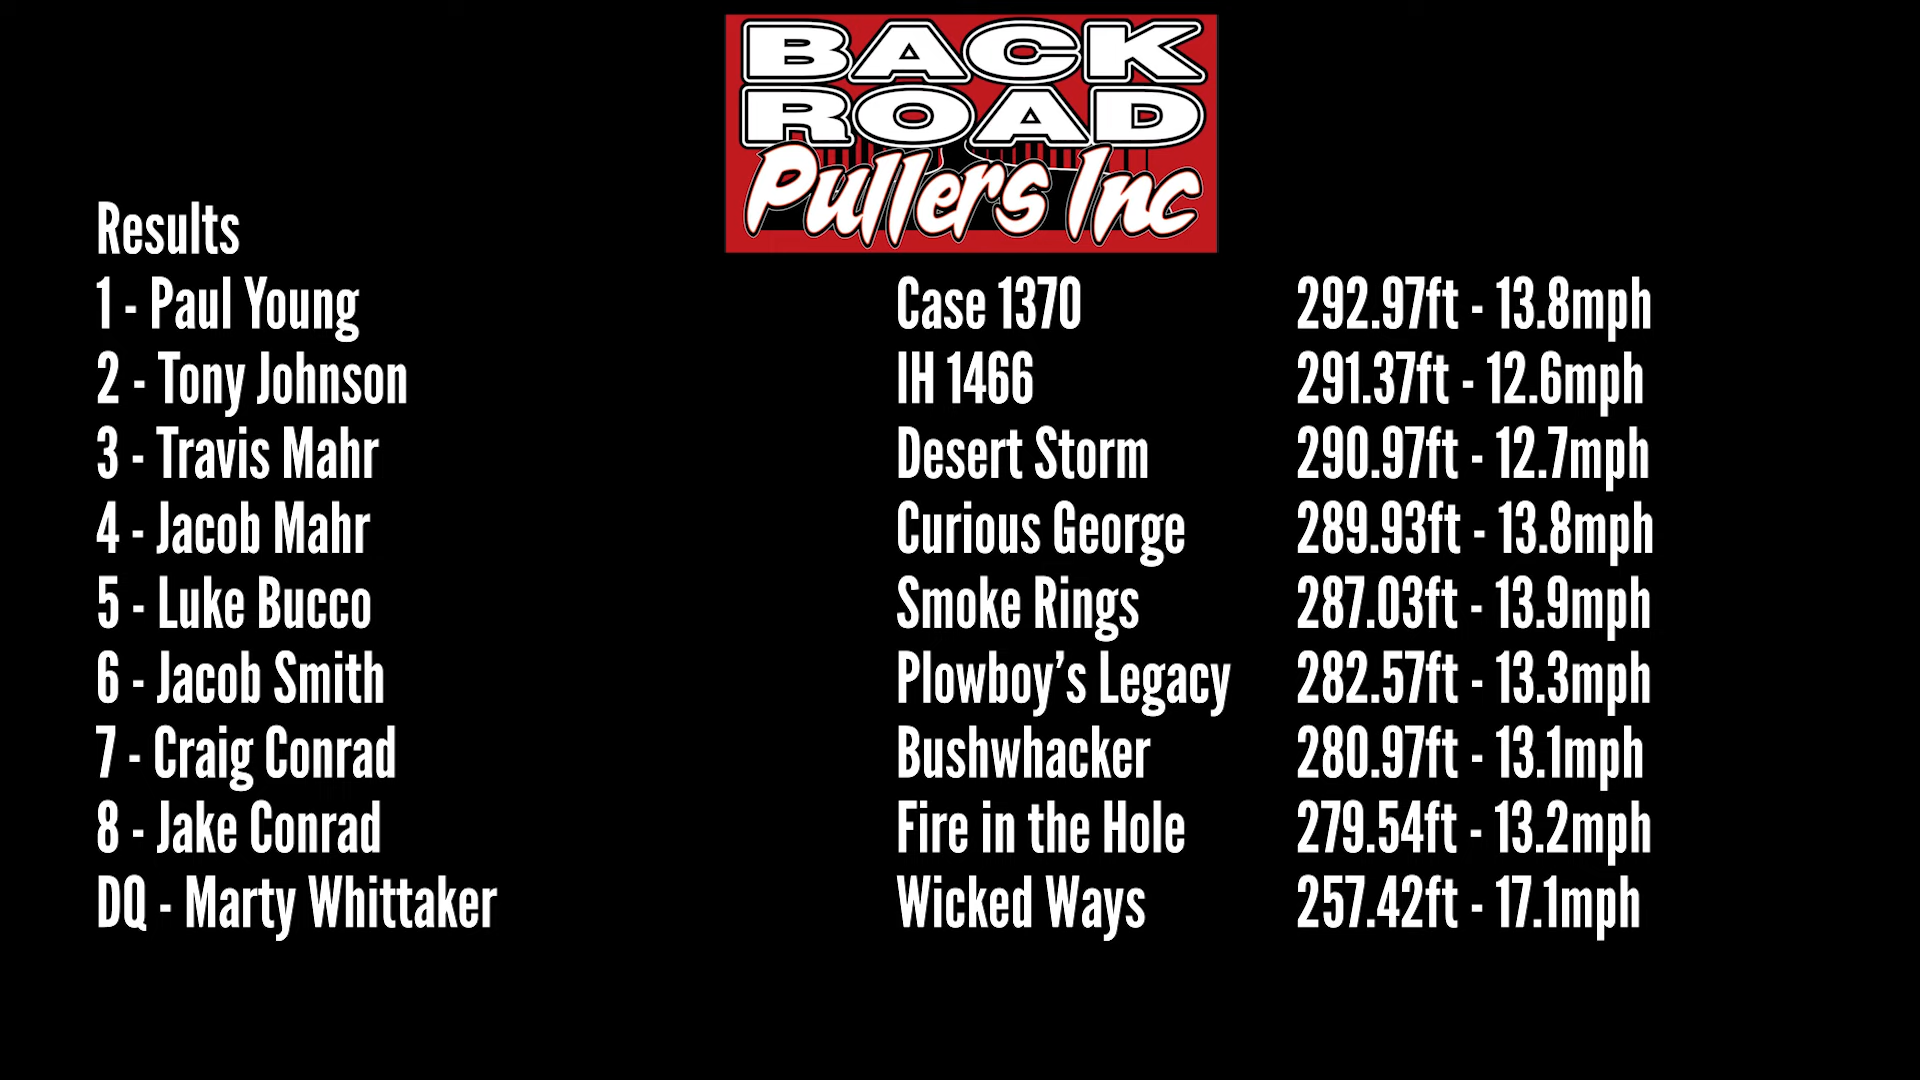 BACK
ROAD
Pullers Inc
Results
1 - Paul Young Case 1370 292.97ft - 13.8mph
2 - Tony Johnson IH 1466 291.37ft - 12.6mph
3 - Travis Mahr Desert Storm 290.97ft - 12.7mph
4 - Jacob Mahr Curious George 289.93ft - 13.8mph
5 - Luke Bucco Smoke Rings 287.03ft - 13.9mph
6 - Jacob Smith Plowboy’s Legacy 282.57ft - 13.3mph
7 - Craig Conrad Bushwhacker 280.97ft - 13.1mph
8 - Jake Conrad Fire in the Hole 279.54ft - 13.2mph
DQ - Marty Whittaker Wicked Ways 257.42ft - 17.1mph